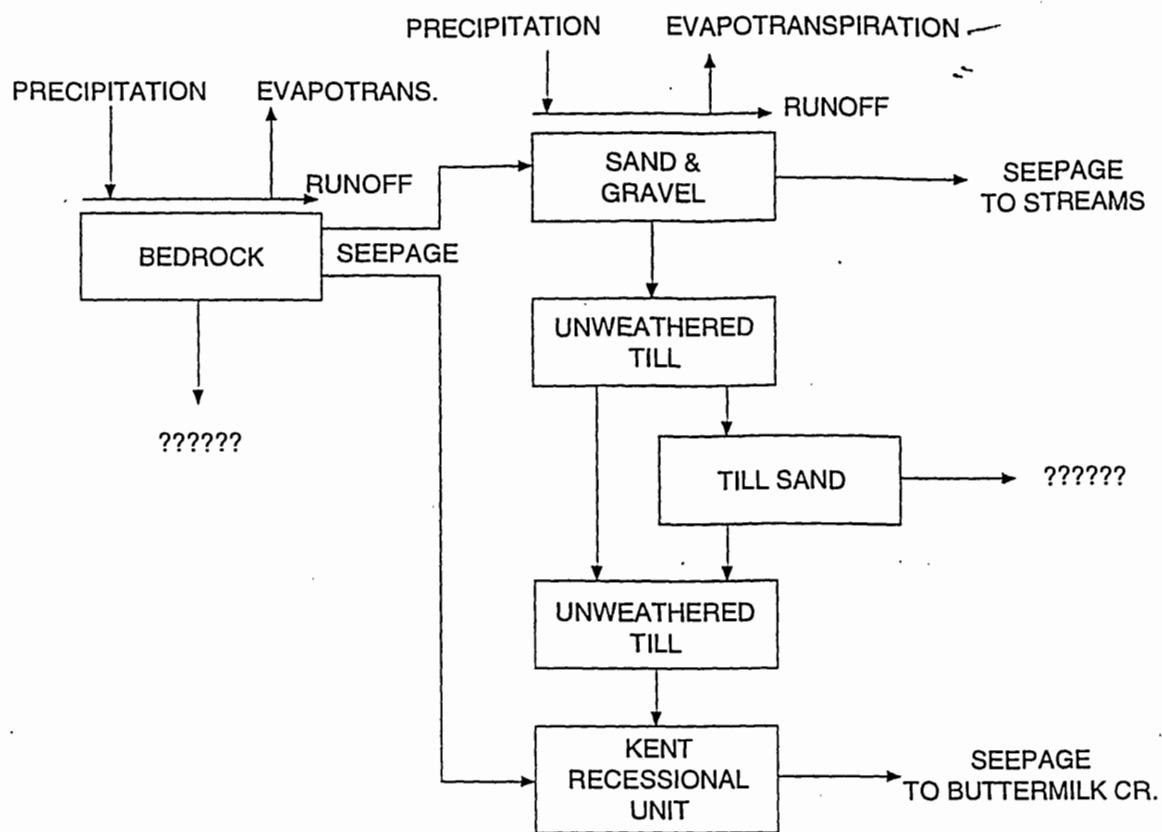 PRECIPITATION
EVAPOTRANSPIRATION
PRECIPITATION
EVAPOTRANS.
RUNOFF
RUNOFF
SAND &
GRAVEL
SEEPAGE
TO STREAMS
BEDROCK
SEEPAGE
UNWEATHERED
TILL
??????
TILL SAND
??????
UNWEATHERED
TILL
KENT
RECESSIONAL
UNIT
SEEPAGE
TO BUTTERMILK CR.